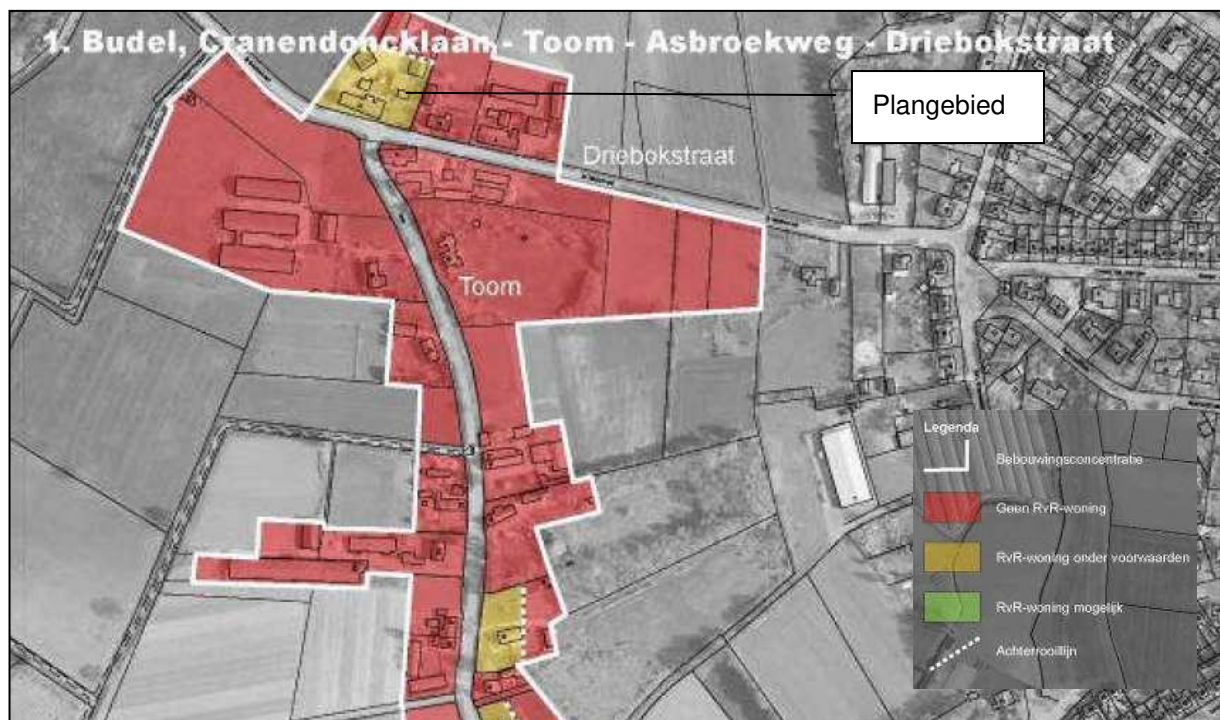 1. Budel, Cranendoncklaan - Toom - Asbroekweg - Driebokstraat
Plangebied
Driebokstraat
Toom
Legenda
Bebouwingsconcentratie
Geen RvR-woning
RvR-woning onder voorwaarden
RvR-woning mogelijk
Achterrooilijn